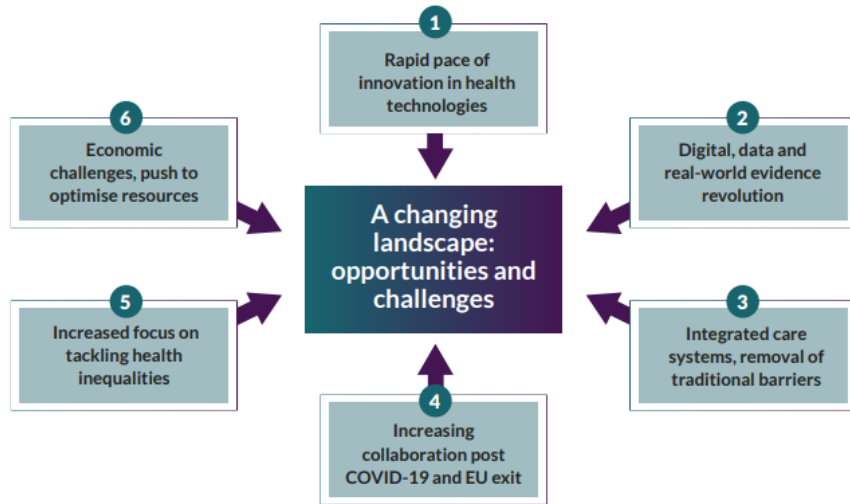 1
Rapid pace of
innovation in health
technologies
2
Digital, data and
real-world evidence
revolution
3
Integrated care
systems, removal of
traditional barriers
4
Increasing
collaboration post
COVID-19 and EU exit
5
Increased focus on
tackling health
inequalities
6
Economic
challenges, push to
optimise resources
A changing
landscape:
opportunities and
challenges